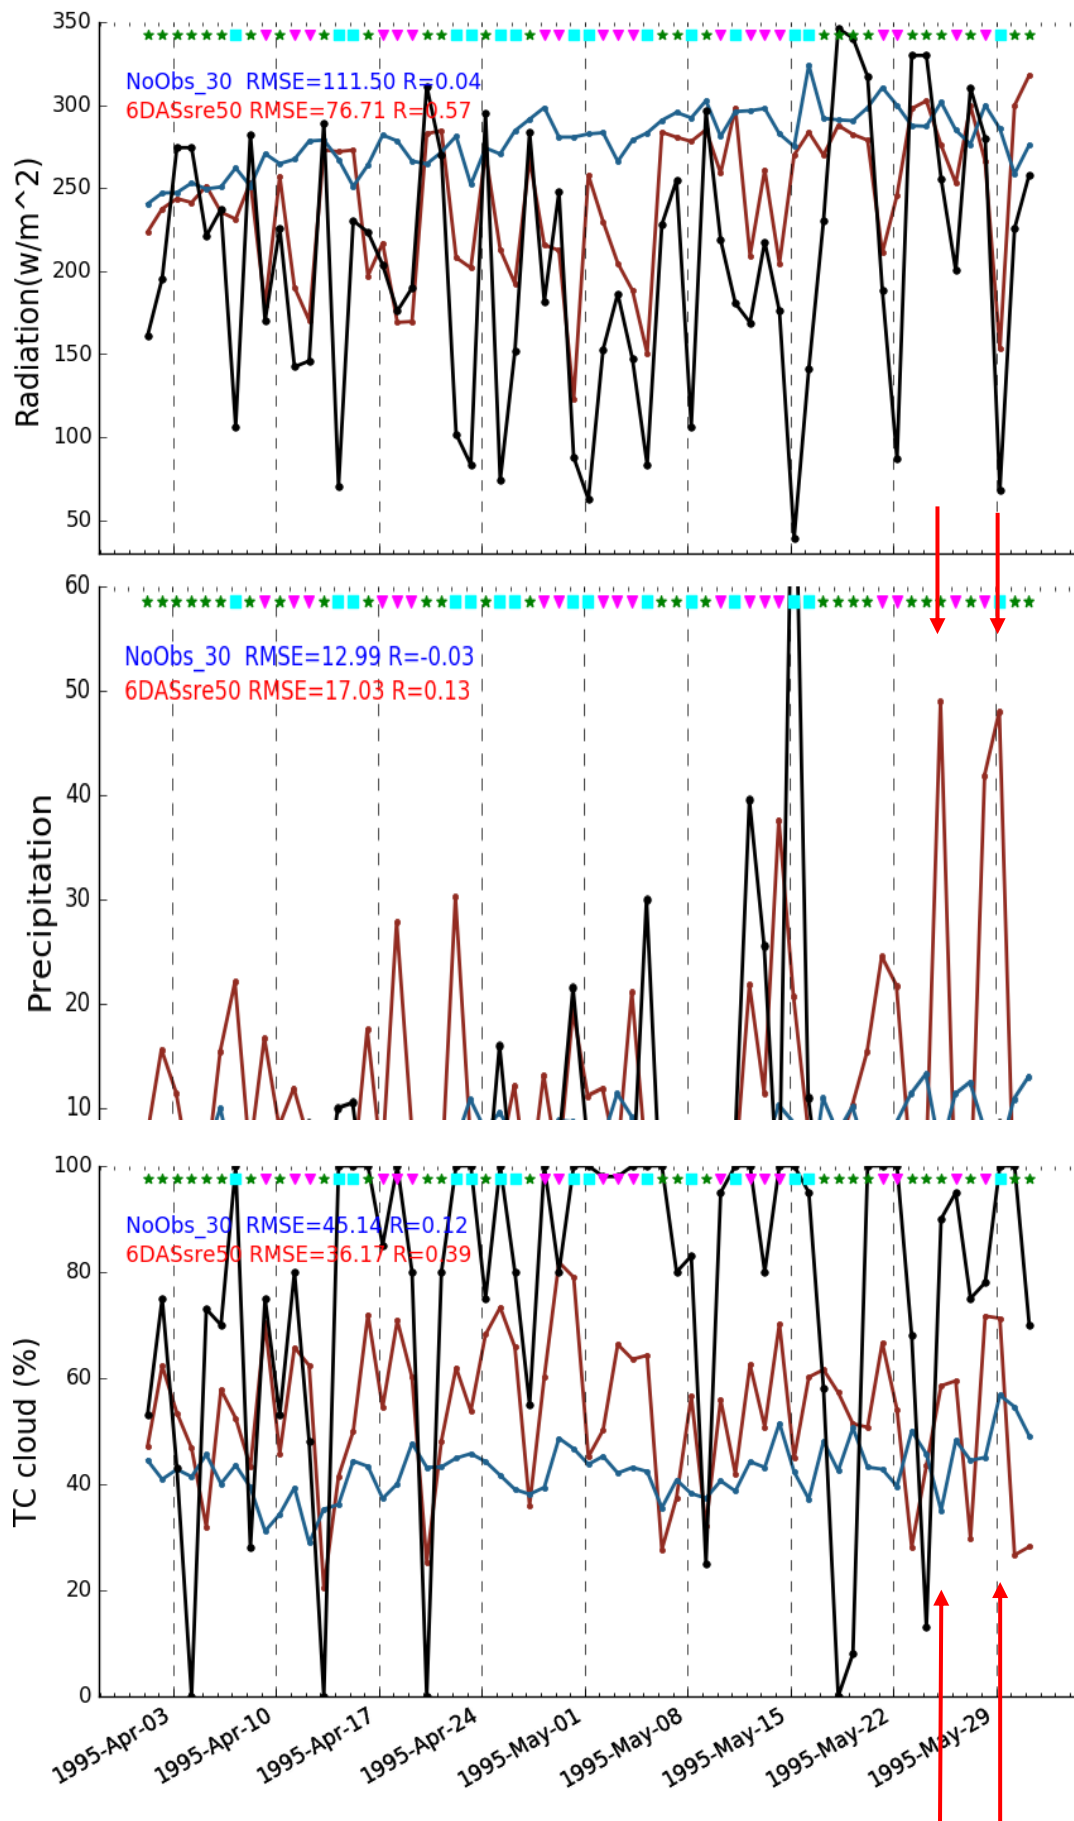 350
300
250
200
150
100
50
Radiation(w/m^2)
NoObs_30 RMSE=111.50 R=0.04
6DASsre50 RMSE=76.71 R=0.57
60
50
40
30
20
10
Precipitation
NoObs_30 RMSE=12.99 R=-0.03
6DASsre50 RMSE=17.03 R=0.13
100
80
60
40
20
0
TC cloud (%)
NoObs_30 RMSE=45.14 R=0.12
6DASsre50 RMSE=36.17 R=0.39
1995-Apr-03
1995-Apr-10
1995-Apr-17
1995-Apr-24
1995-May-01
1995-May-08
1995-May-15
1995-May-22
1995-May-29